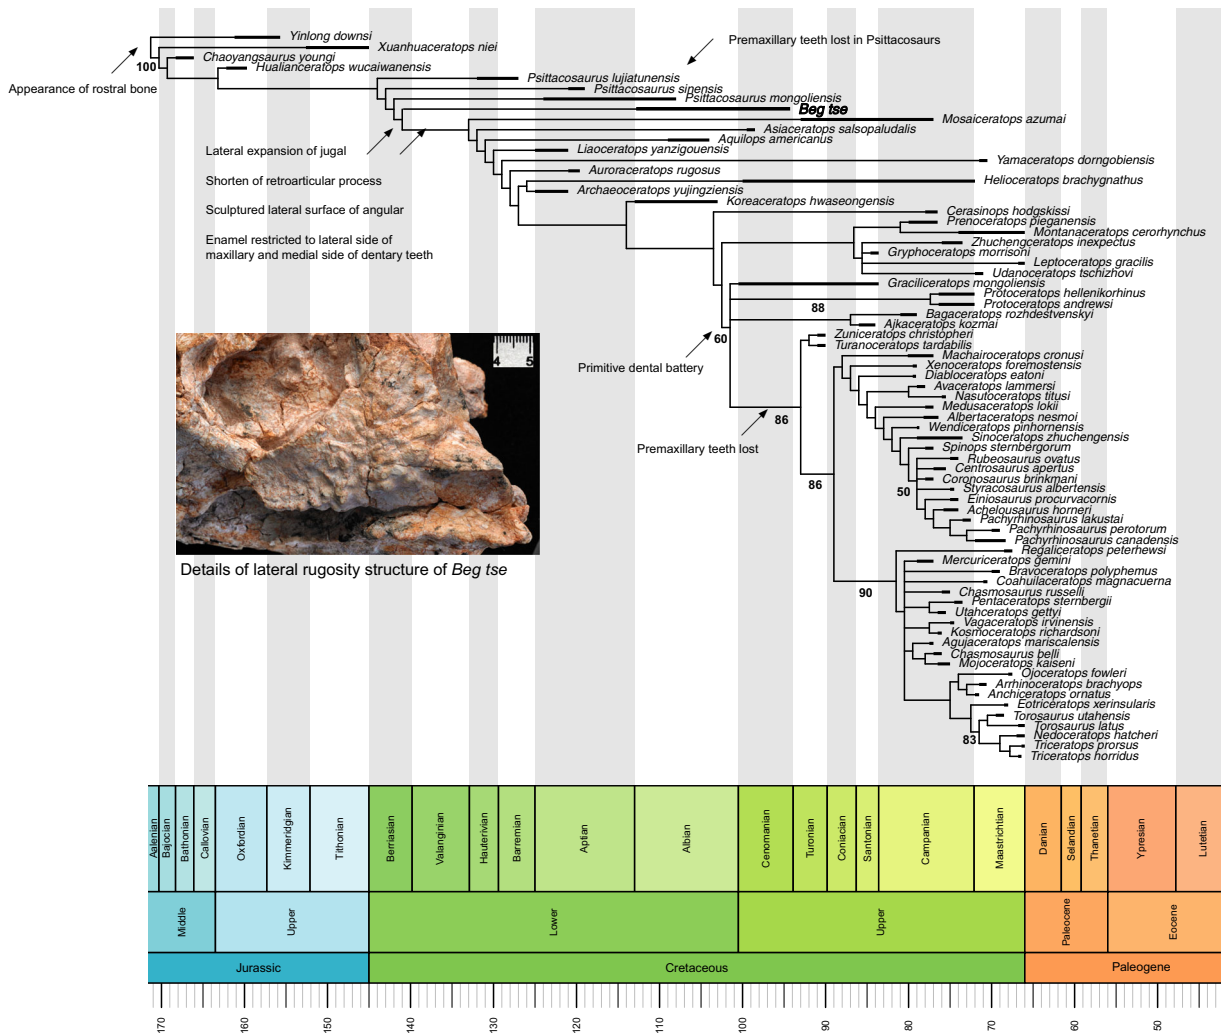 Yinlong downsi
Xuanhuaceratops niei
Chaoyangsaurus youngi
Hualianceratops wucaiwanensis
100
Appearance of rostral bone
Premaxillary teeth lost in Psittacosaurs
Psittacosaurus lujiatunensis
Psittacosaurus sinensis
Psittacosaurus mongoliensis
Beg tse
Mosaiceratops azumai
Asiaceratops salsopaludalis
Aquilops americanus
Liaoceratops yanzigouensis
Yamaceratops dorngobiensis
Auroraceratops rugosus
Helioceratops brachygnathus
Archaeoceratops yujingziensis
Koreaceratops hwaseongensis
Lateral expansion of jugal
Shorten of retroarticular process
Sculptured lateral surface of angular
Enamel restricted to lateral side of
maxillary and medial side of dentary teeth
Cerasinops hodgskissi
Prenoceratops pieganensis
Montanaceratops cerorhynchus
Zhuchengceratops inexpectus
Gryphoceratops morrisoni
Leptoceratops gracilis
Udanoceratops tschizhovi
Graciliceratops mongoliensis
Protoceratops hellenikorhinus
88
Protoceratops andrewsi
Bagaceratops rozhdestvenskyi
Ajkaceratops kozmai
60
Zuniceratops christopheri
Turanoceratops tardabilis
Primitive dental battery
Machairoceratops cronusi
Xenoceratops foremostensis
Diabloceratops eatoni
Avaceratops lammersi
Nasutoceratops titusi
Medusaceratops lokii
Albertaceratops nesmoi
86
Premaxillary teeth lost
Wendiceratops pinhornensis
Sinoceratops zhuchengensis
Spinops sternbergorum
Rubeosaurus ovatus
Centrosaurus apertus
Coronosaurus brinkmani
86
50
Styracosaurus albertensis
Einiosaurus procurvacornis
Achelousaurus horneri
Pachyrhinosaurus lakustai
Pachyrhinosaurus perotorum
Pachyrhinosaurus canadensis
4 5
Details of lateral rugosity structure of Beg tse
Regaliceratops peterhewsi
Mercuriceratops gemini
Bravoceratops polyphemus
Coahuilaceratops magnacuerna
90
Chasmosaurus russelli
Pentaceratops sternbergii
Utahceratops gettyi
Vagaceratops irvinensis
Kosmoceratops richardsoni
Agujaceratops mariscalensis
Chasmosaurus belli
Mojoceratops kaiseni
Ojoceratops fowleri
Arrhinoceratops brachyops
Anchiceratops ornatus
Eotriceratops xerinsularis
Torosaurus utahensis
Torosaurus latus
83
Nedoceratops hatcheri
Triceratops prorsus
Triceratops horridus
Aalenian Bajocian Bathonian Callovian Oxfordian Kimmeridgian Tithonian Berriasian Valanginian Hauterivian Barremian Aptian Albian Cenomanian Turonian Coniacian Santonian Campanian Maastrichtian Danian Selandian Thanetian Ypresian Lutetian
Middle Upper Lower Upper Paleocene Eocene
Jurassic Cretaceous Paleogene
170 160 150 140 130 120 110 100 90 80 70 60 50